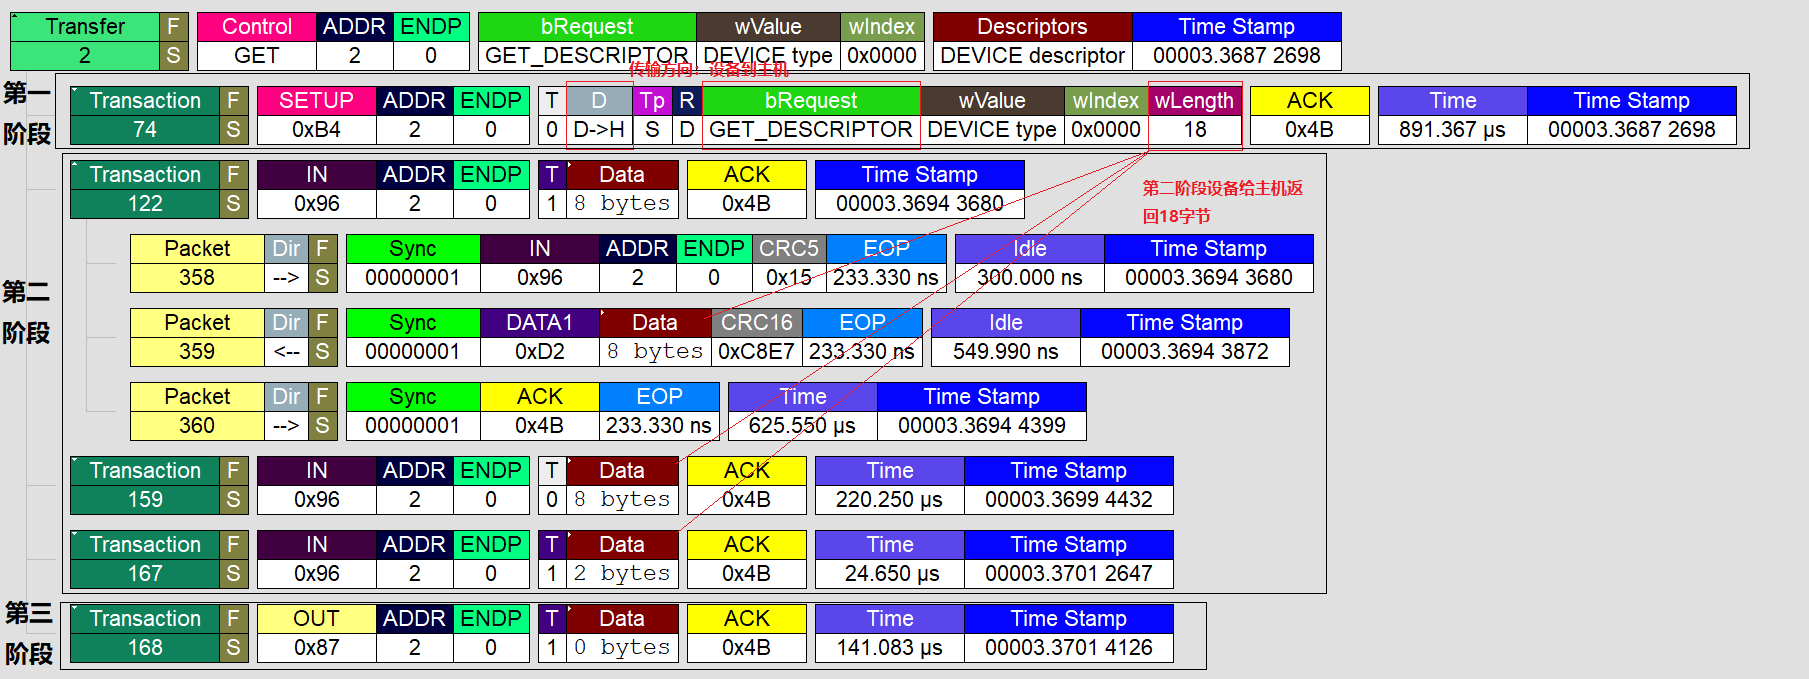 Transfer F Control ADDR ENDP bRequest wValue wIndex Descriptors Time Stamp
2 S GET 2 0 GET_DESCRIPTOR DEVICE type 0x0000 DEVICE descriptor 00003.3687 2698
传输方向：设备到主机
第一
阶段
Transaction F SETUP ADDR ENDP T D Tp R bRequest wValue wIndex wLength ACK Time Time Stamp
74 S 0xB4 2 0 0 D->H S D GET_DESCRIPTOR DEVICE type 0x0000 18 0x4B 891.367 µs 00003.3687 2698
第二
阶段
Transaction F IN ADDR ENDP T Data ACK Time Stamp
122 S 0x96 2 0 1 8 bytes 0x4B 00003.3694 3680
第二阶段设备给主机返
回18字节
Packet Dir F Sync IN ADDR ENDP CRC5 EOP Idle Time Stamp
358 --> S 00000001 0x96 2 0 0x15 233.330 ns 300.000 ns 00003.3694 3680
Packet Dir F Sync DATA1 Data CRC16 EOP Idle Time Stamp
359 <-- S 00000001 0xD2 8 bytes 0xC8E7 233.330 ns 549.990 ns 00003.3694 3872
Packet Dir F Sync ACK EOP Time Time Stamp
360 --> S 00000001 0x4B 233.330 ns 625.550 µs 00003.3694 4399
Transaction F IN ADDR ENDP T Data ACK Time Time Stamp
159 S 0x96 2 0 0 8 bytes 0x4B 220.250 µs 00003.3699 4432
Transaction F IN ADDR ENDP T Data ACK Time Time Stamp
167 S 0x96 2 0 1 2 bytes 0x4B 24.650 µs 00003.3701 2647
第三
阶段
Transaction F OUT ADDR ENDP T Data ACK Time Time Stamp
168 S 0x87 2 0 1 0 bytes 0x4B 141.083 µs 00003.3701 4126